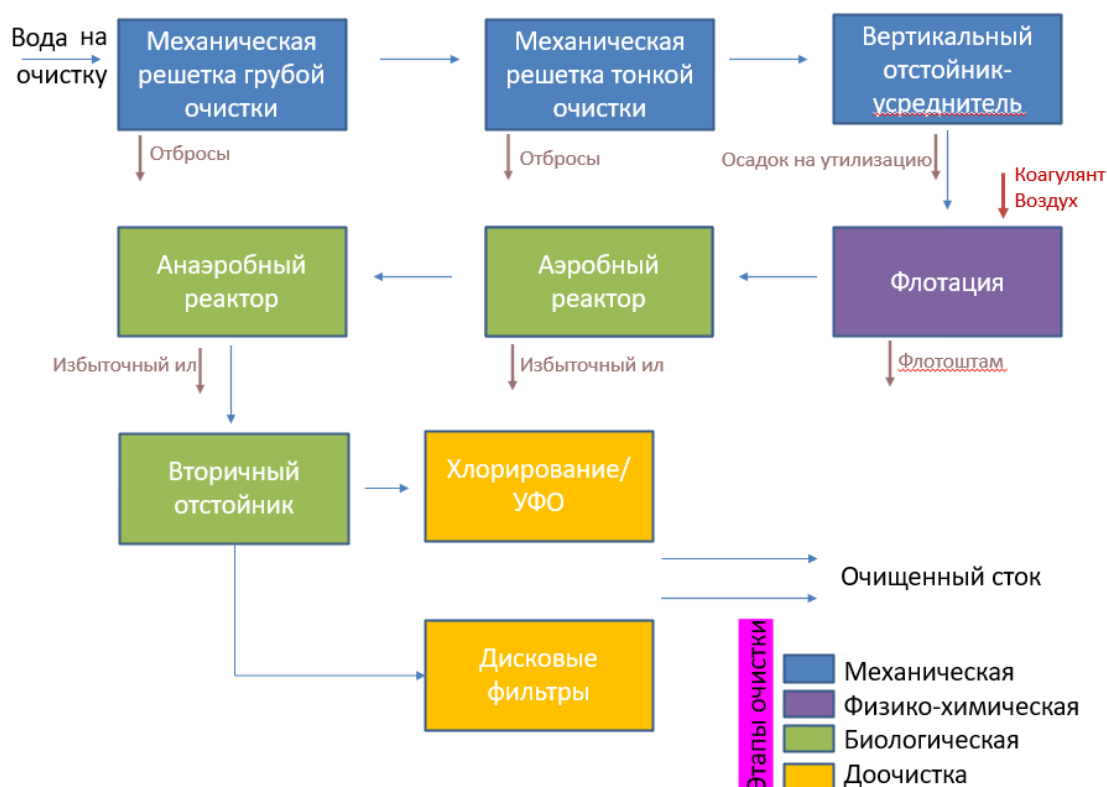 Вода на
очистку
Механическая
решетка грубой
очистки
Механическая
решетка тонкой
очистки
Вертикальный
отстойник-
усреднитель
Отбросы
Отбросы
Осадок на утилизацию
Коагулянт
Воздух
Анаэробный
реактор
Аэробный
реактор
Флотация
Избыточный ил
Избыточный ил
Флотоштам
Вторичный
отстойник
Хлорирование/
УФО
Очищенный сток
Дисковые
фильтры
Этапы очистки
Механическая
Физико-химическая
Биологическая
Доочистка